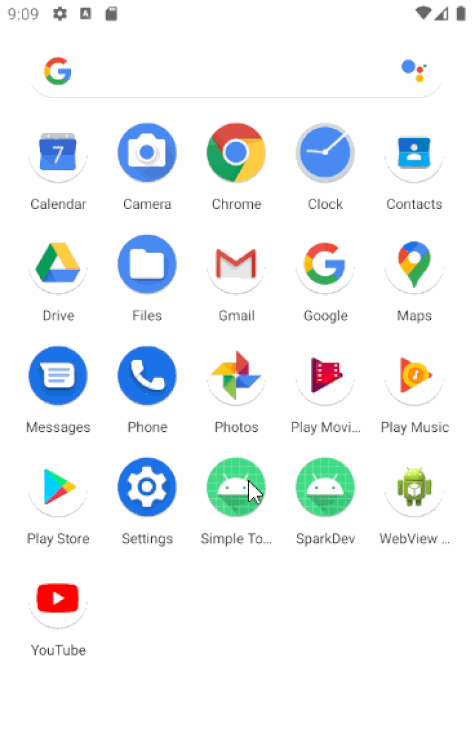 9:09
A
G
7
Calendar Camera Chrome Clock Contacts
G
Drive Files Gmail Google Maps
Messages Phone Photos Play Movi… Play Music
Play Store Settings Simple To… SparkDev WebView …
YouTube